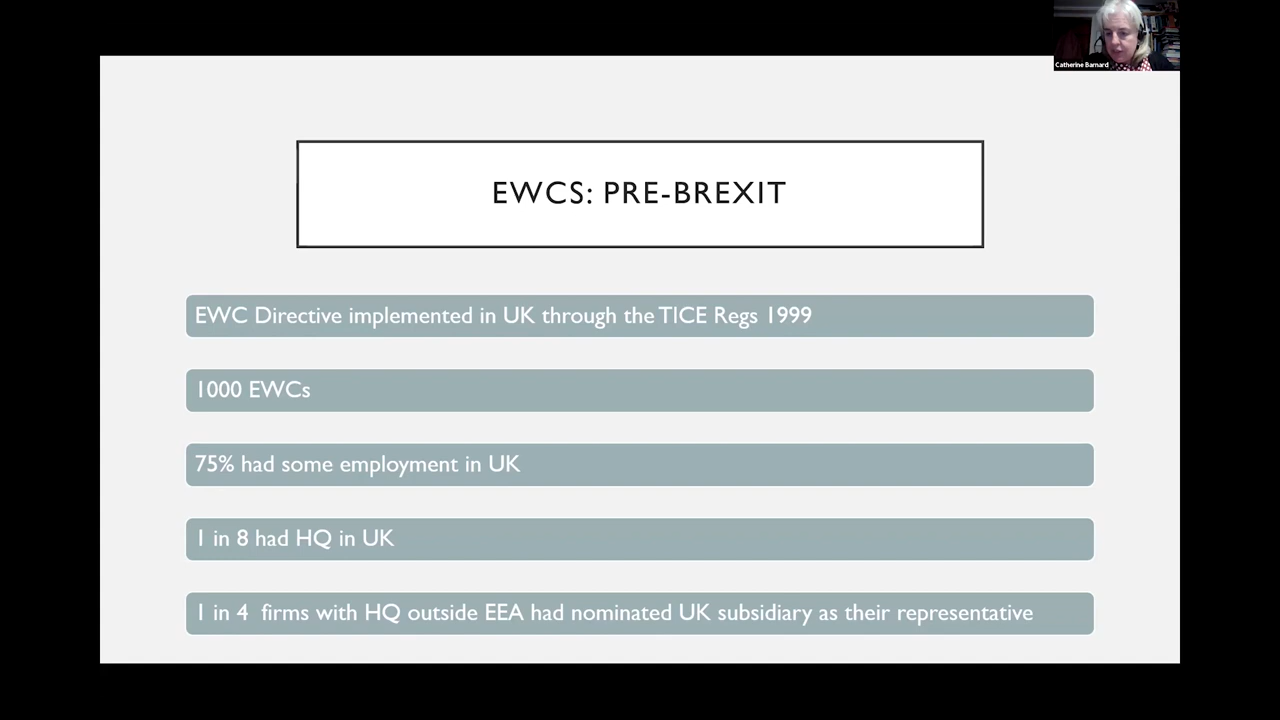 Catherine Barnard
EWCS: PRE-BREXIT
EWC Directive implemented in UK through the TICE Regs 1999
1000 EWCs
75% had some employment in UK
1 in 8 had HQ in UK
1 in 4 firms with HQ outside EEA had nominated UK subsidiary as their representative